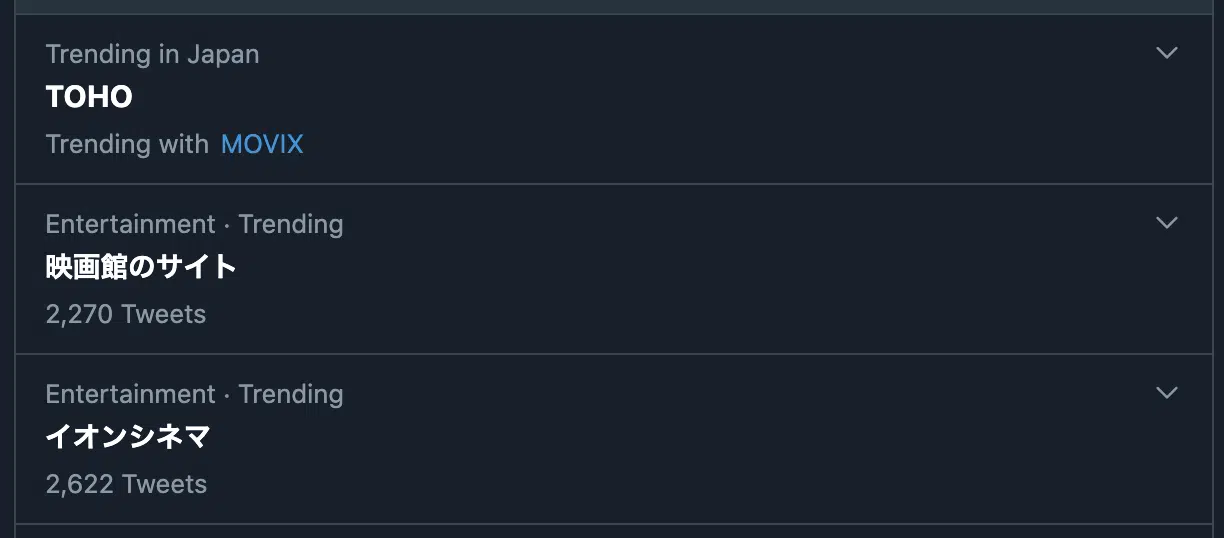 Trending in Japan
TOHO
Trending with MOVIX
Entertainment · Trending
映画館のサイト
2,270 Tweets
Entertainment · Trending
イオンシネマ
2,622 Tweets